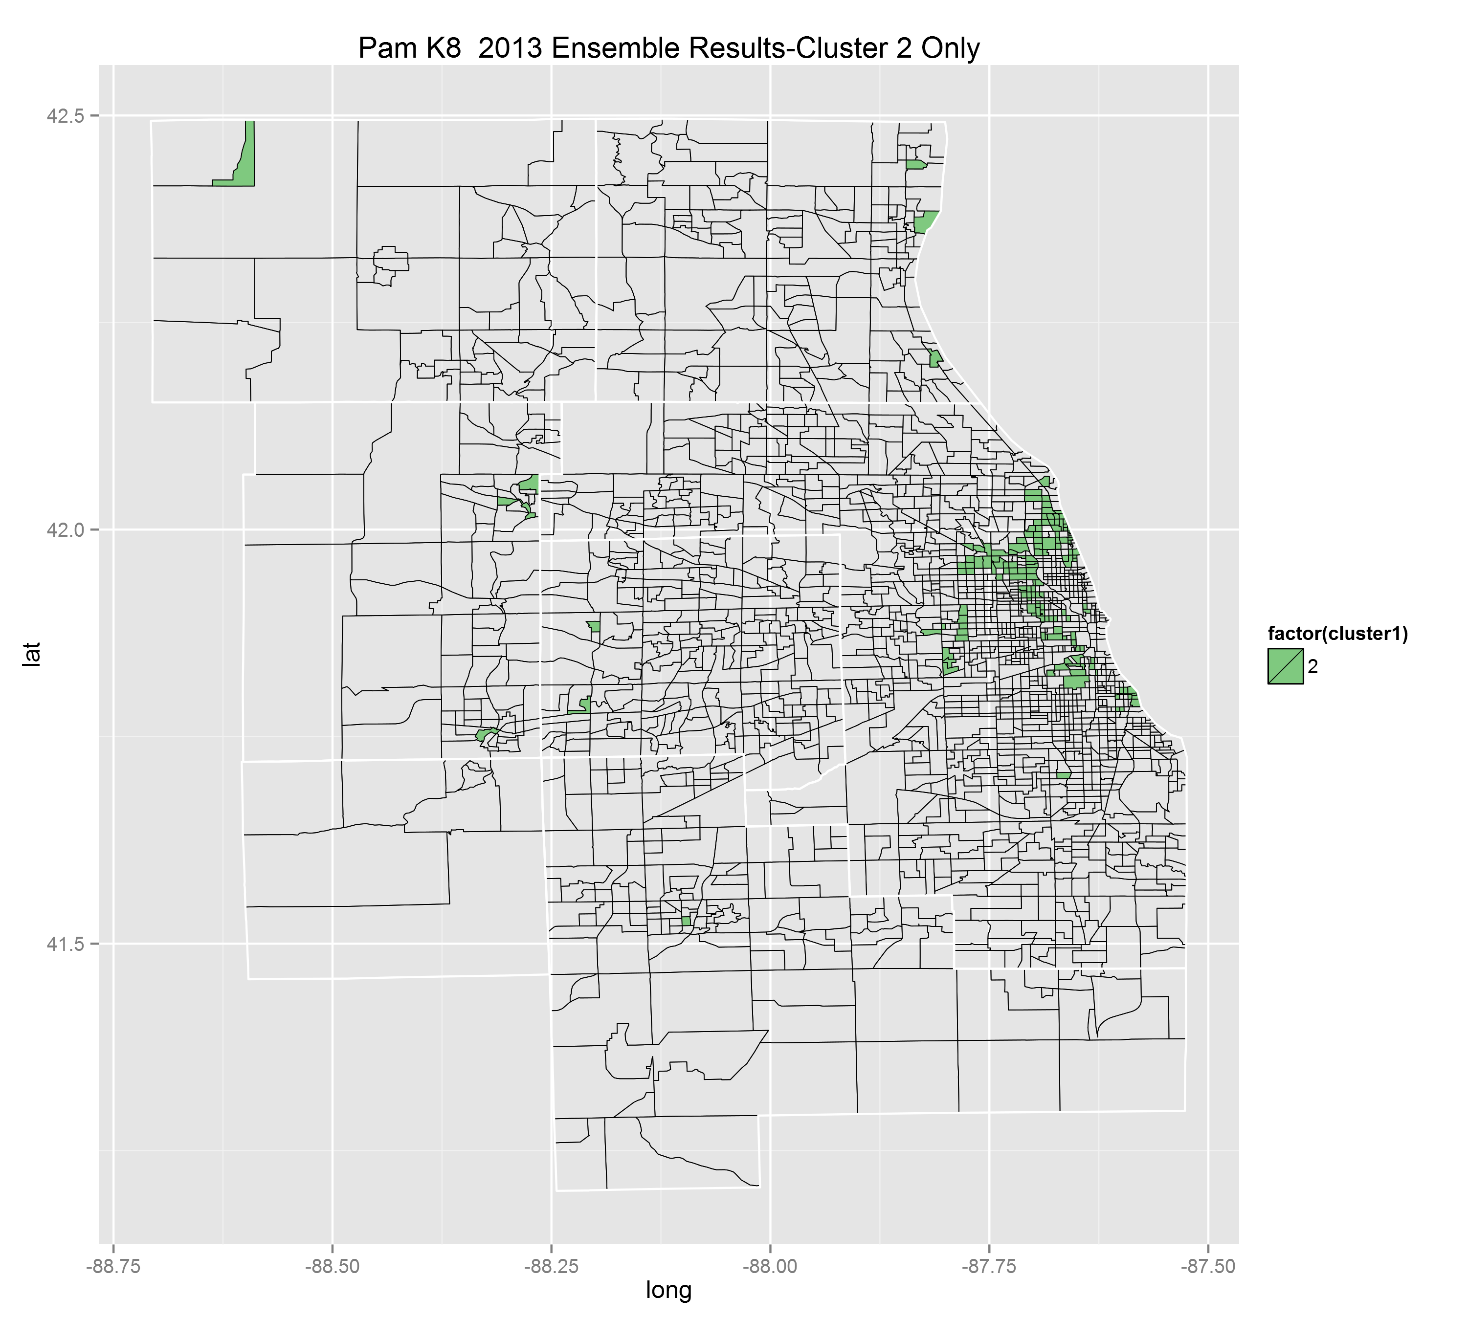 Pam K8  2013 Ensemble Results-Cluster 2 Only
42.5
42.0
41.5
lat
-88.75
-88.50
-88.25
-88.00
-87.75
-87.50
long
factor(cluster1)
2